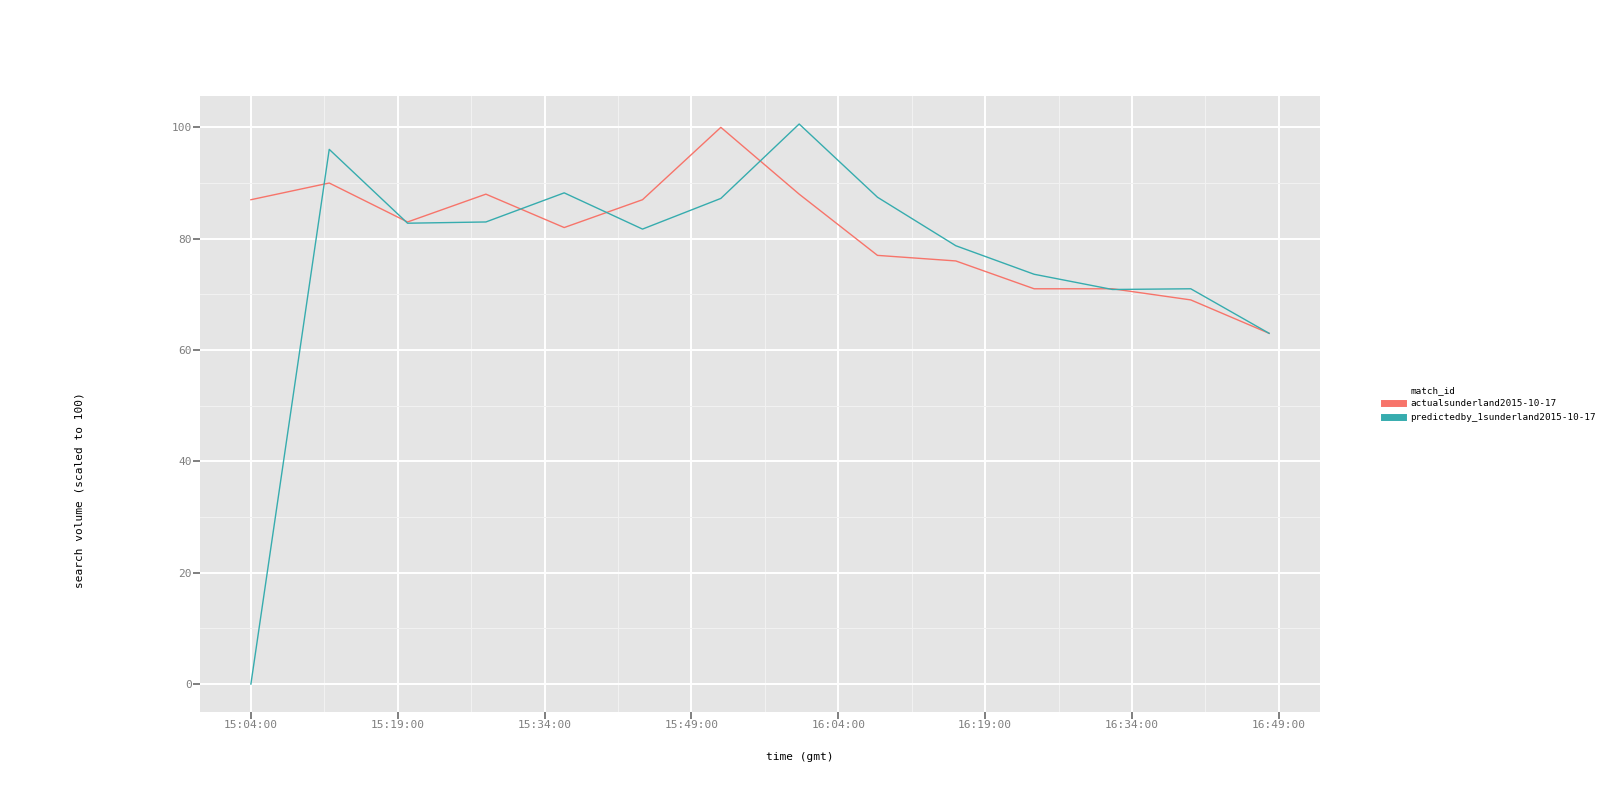 100
80
60
40
20
0
search volume (scaled to 100)
15:04:00 15:19:00 15:34:00 15:49:00 16:04:00 16:19:00 16:34:00 16:49:00
time (gmt)
match_id
actualsunderland2015-10-17
predictedby_1sunderland2015-10-17